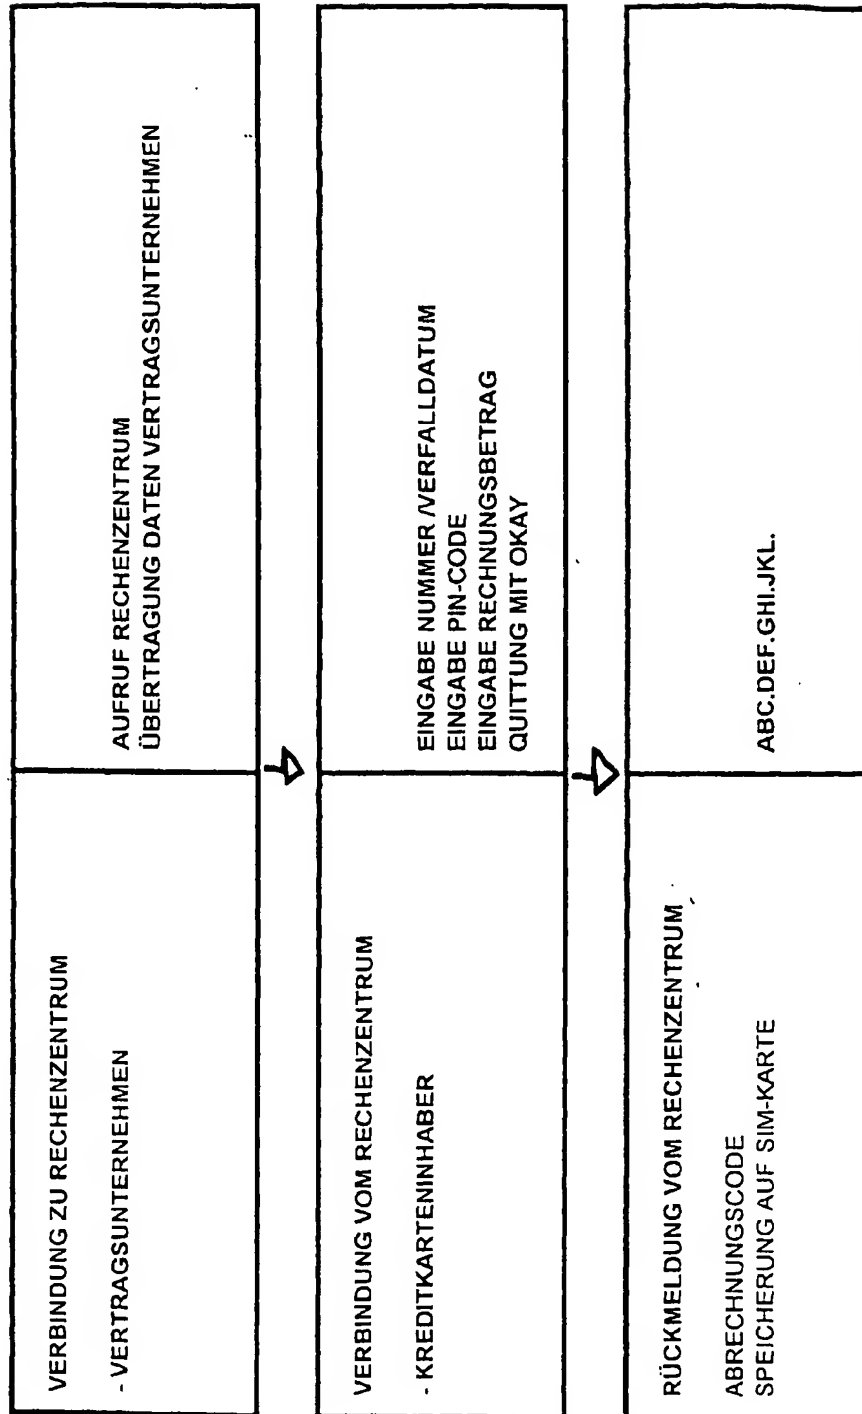 VERBINDUNG ZU RECHENZENTRUM
- VERTRAGSUNTERNEHMEN
AUFRUF RECHENZENTRUM
ÜBERTRAGUNG DATEN VERTRAGSUNTERNEHMEN
VERBINDUNG VOM RECHENZENTRUM
- KREDITKARTENINHABER
EINGABE NUMMER /VERFALLDATUM
EINGABE PIN-CODE
EINGABE RECHNUNGSBETRAG
QUITTUNG MIT OKAY
RÜCKMELDUNG VOM RECHENZENTRUM
ABRECHNUNGSCODE
SPEICHERUNG AUF SIM-KARTE
ABC.DEF.GHI.JKL.